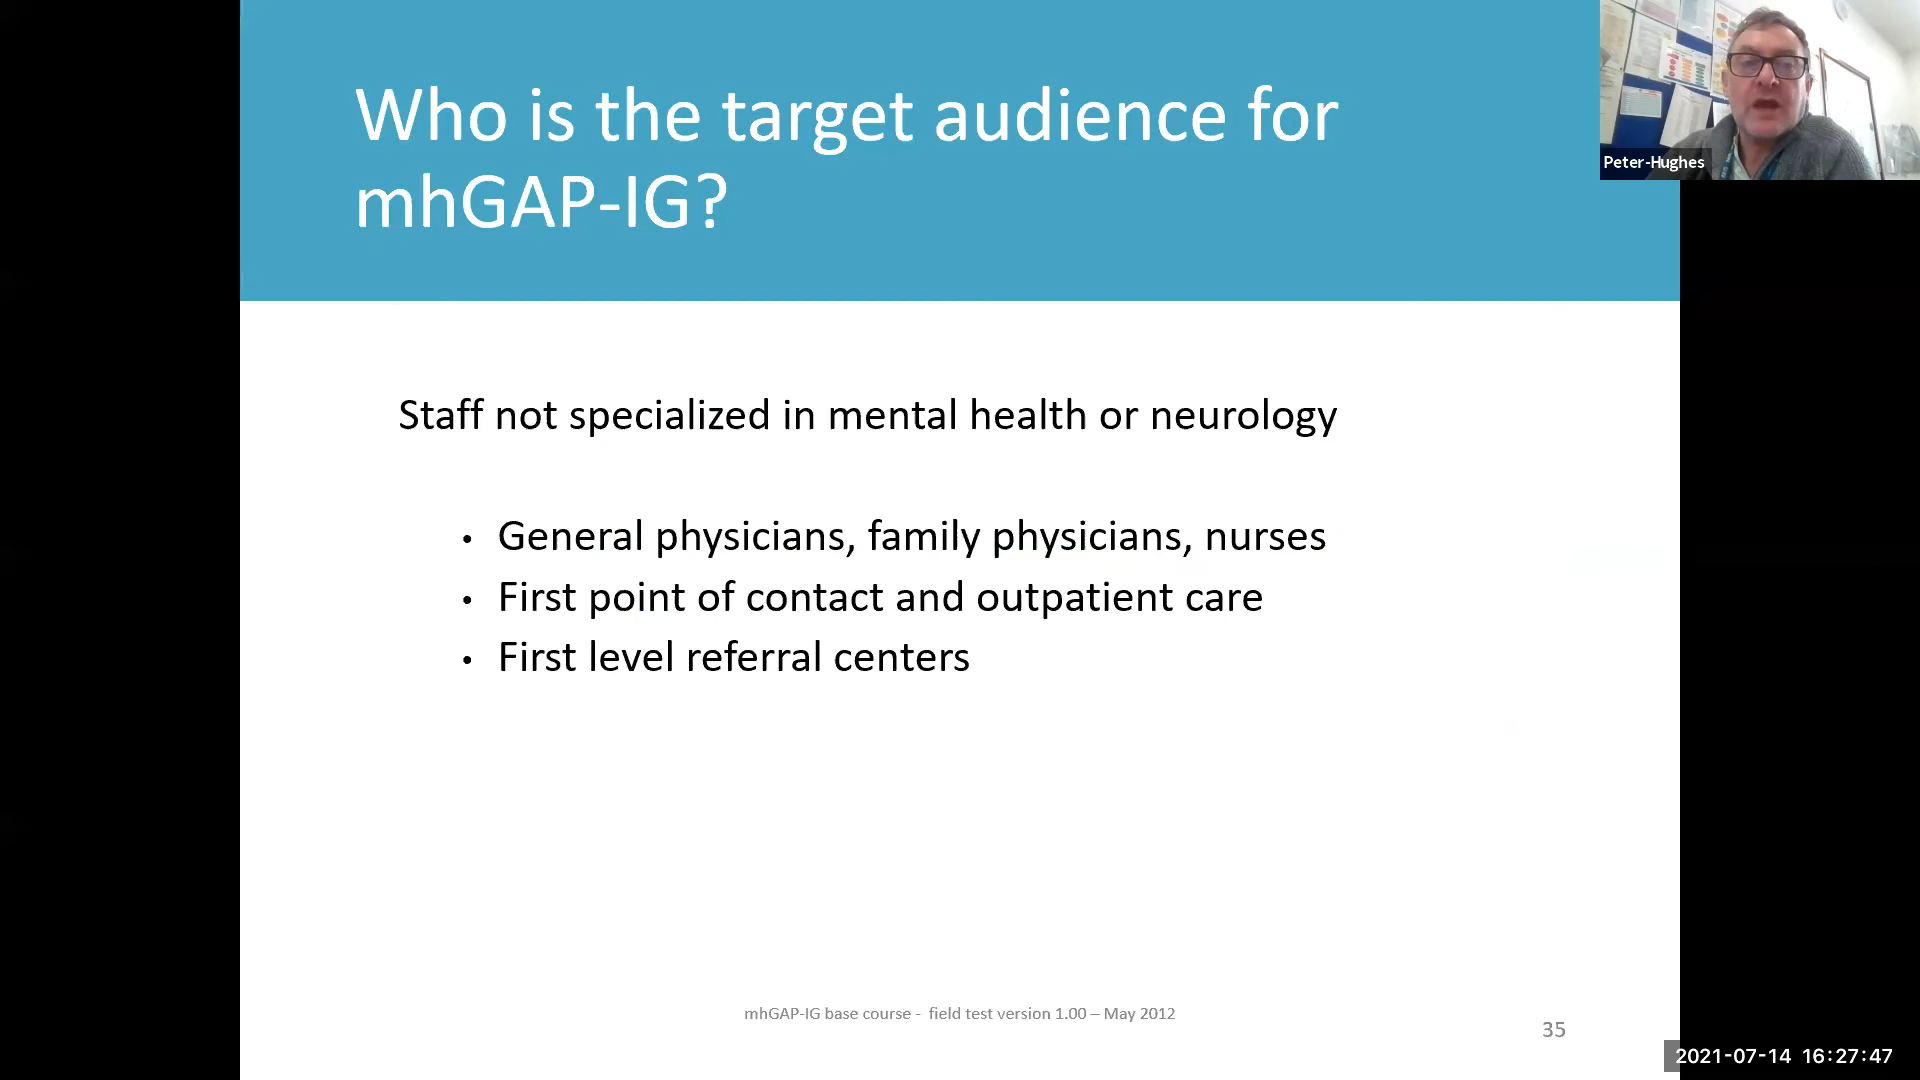 Who is the target audience for
mhGAP-IG?
Peter-Hughes
Staff not specialized in mental health or neurology
• General physicians, family physicians, nurses
• First point of contact and outpatient care
• First level referral centers
mhGAP-IG base course - field test version 1.00 – May 2012
35
2021-07-14 16:27:47